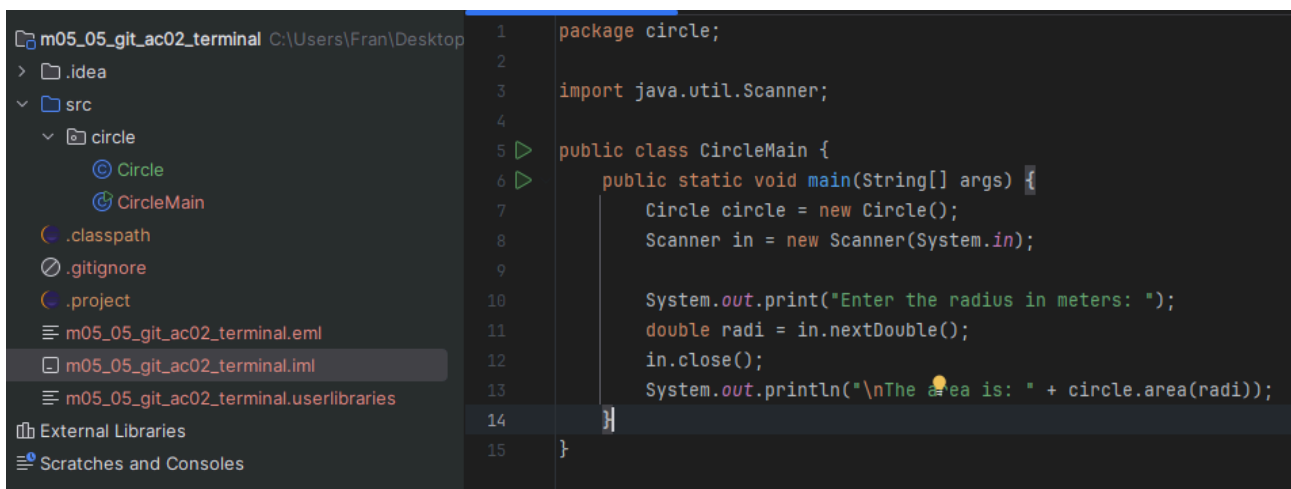 m05_05_git_ac02_terminal C:\Users\Fran\Desktop
.idea
src
circle
Circle
CircleMain
.classpath
.gitignore
.project
m05_05_git_ac02_terminal.eml
m05_05_git_ac02_terminal.iml
m05_05_git_ac02_terminal.userlibraries
External Libraries
Scratches and Consoles
1 package circle;
2
3 import java.util.Scanner;
4
5 public class CircleMain {
6 public static void main(String[] args) {
7 Circle circle = new Circle();
8 Scanner in = new Scanner(System.in);
9
10 System.out.print("Enter the radius in meters: ");
11 double radi = in.nextDouble();
12 in.close();
13 System.out.println("\nThe area is: " + circle.area(radi));
14 }
15 }